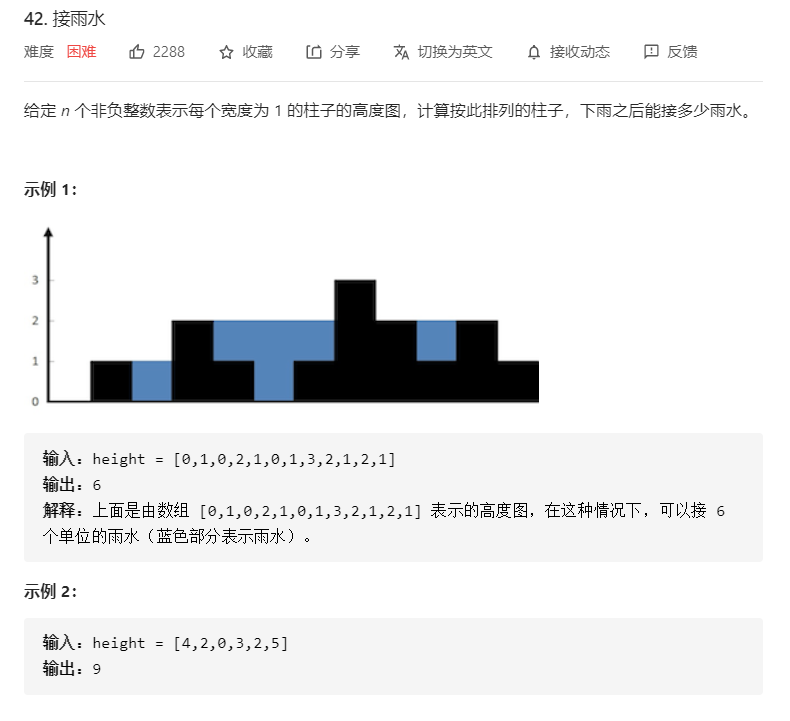 42. 接雨水
难度 困难 2288 收藏 分享 切换为英文 接收动态 反馈
给定 n 个非负整数表示每个宽度为 1 的柱子的高度图，计算按此排列的柱子，下雨之后能接多少雨水。
示例 1：
3
2
1
0
输入：height = [0,1,0,2,1,0,1,3,2,1,2,1]
输出：6
解释：上面是由数组 [0,1,0,2,1,0,1,3,2,1,2,1] 表示的高度图，在这种情况下，可以接 6
个单位的雨水（蓝色部分表示雨水）。
示例 2：
输入：height = [4,2,0,3,2,5]
输出：9